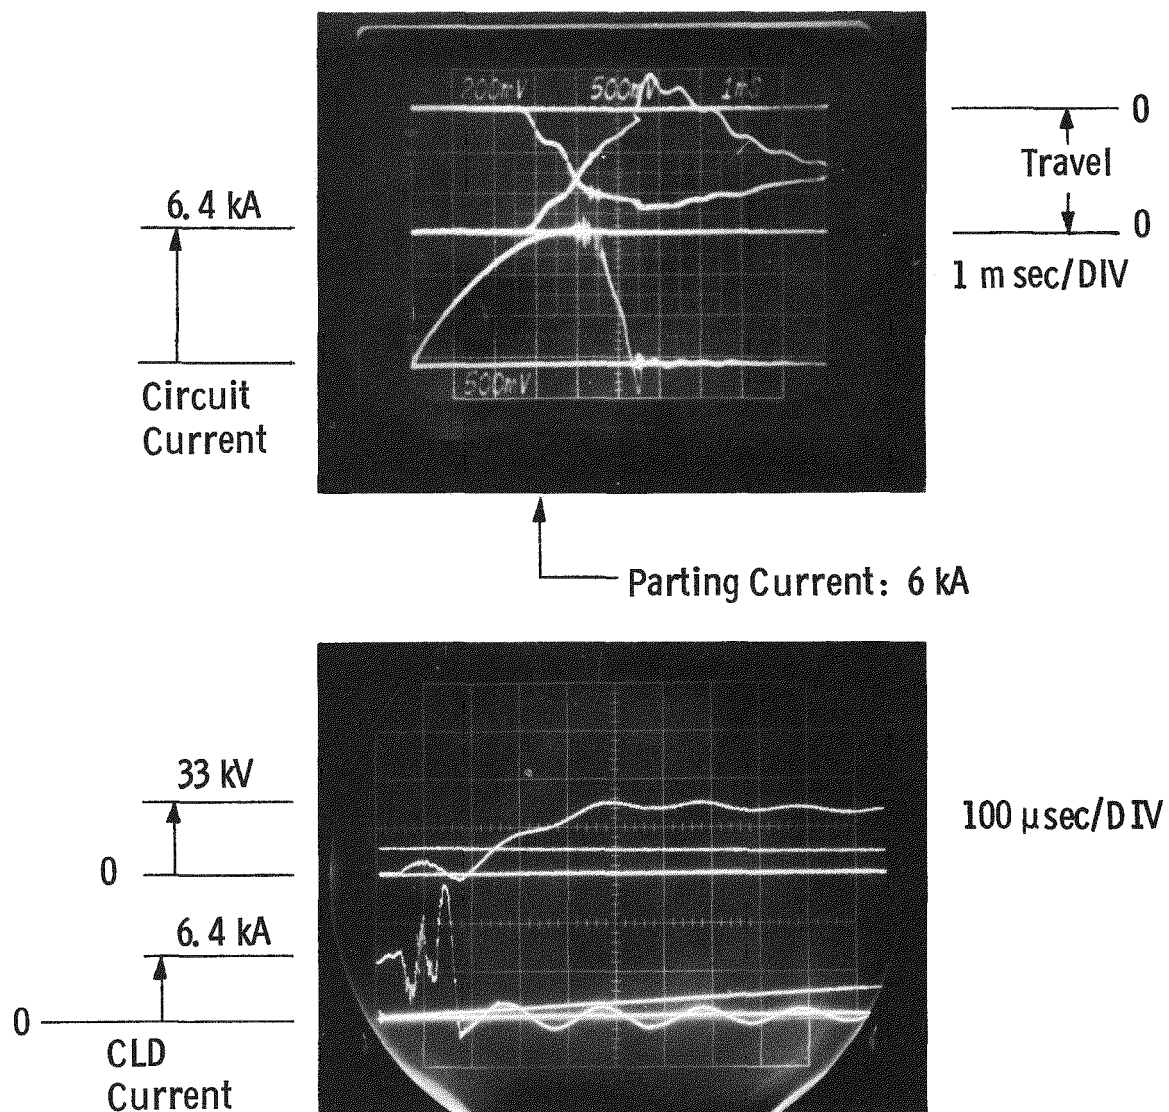 200mV 500mV 1mS
0
Travel
6.4 kA
0
1 m sec/DIV
500mV
Circuit
Current
Parting Current: 6 kA
33 kV
100 μsec/DIV
0
6.4 kA
0
CLD
Current